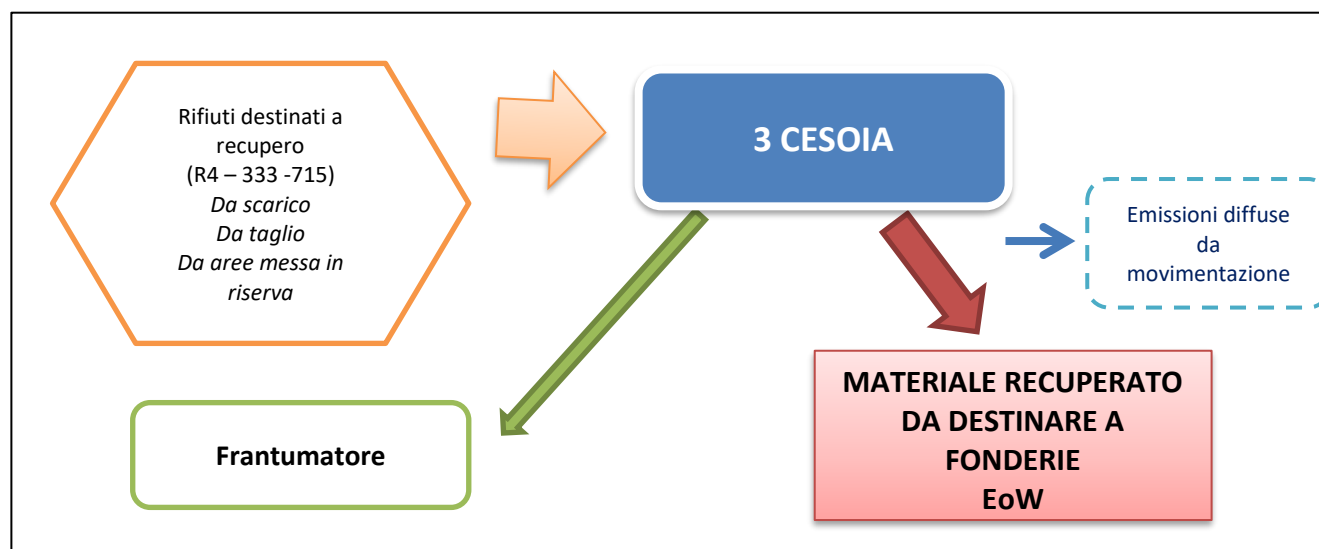 Rifiuti destinati a
recupero
(R4 – 333 -715)
Da scarico
Da taglio
Da aree messa in
riserva
3 CESOIA
Emissioni diffuse
da
movimentazione
Frantumatore
MATERIALE RECUPERATO
DA DESTINARE A
FONDERIE
EoW